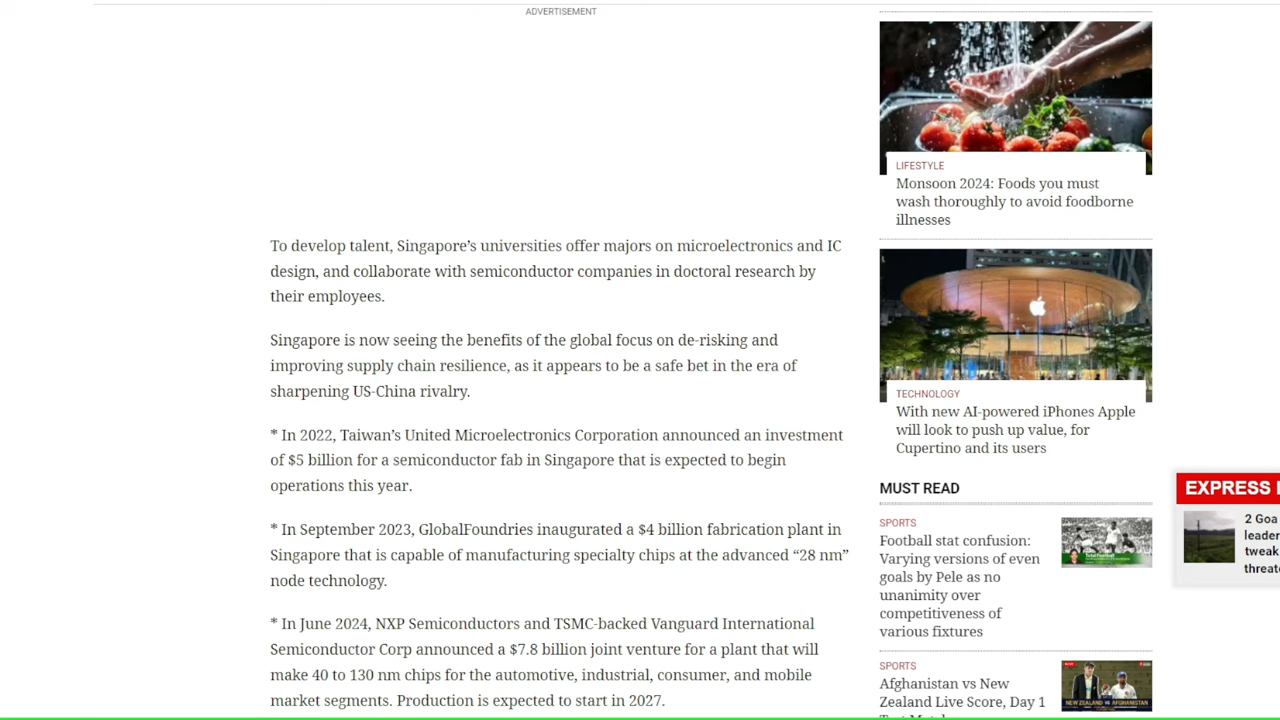 ADVERTISEMENT
To develop talent, Singapore's universities offer majors on microelectronics and IC
design, and collaborate with semiconductor companies in doctoral research by
their employees.
Singapore is now seeing the benefits of the global focus on de-risking and
improving supply chain resilience, as it appears to be a safe bet in the era of
sharpening US-China rivalry.
* In 2022, Taiwan's United Microelectronics Corporation announced an investment
of $5 billion for a semiconductor fab in Singapore that is expected to begin
operations this year.
* In September 2023, GlobalFoundries inaugurated a $4 billion fabrication plant in
Singapore that is capable of manufacturing specialty chips at the advanced “28 nm”
node technology.
* In June 2024, NXP Semiconductors and TSMC-backed Vanguard International
Semiconductor Corp announced a $7.8 billion joint venture for a plant that will
make 40 to 130 nm chips for the automotive, industrial, consumer, and mobile
market segments. Production is expected to start in 2027.
LIFESTYLE
Monsoon 2024: Foods you must
wash thoroughly to avoid foodborne
illnesses
TECHNOLOGY
With new AI-powered iPhones Apple
will look to push up value, for
Cupertino and its users
MUST READ
SPORTS
Football stat confusion:
Varying versions of even
goals by Pele as no
unanimity over
competitiveness of
various fixtures
SPORTS
Afghanistan vs New
Zealand Live Score, Day 1
NEW ZEALAND VS AFGHANISTAN
EXPRESS
2 Goa
leader
tweak
threate